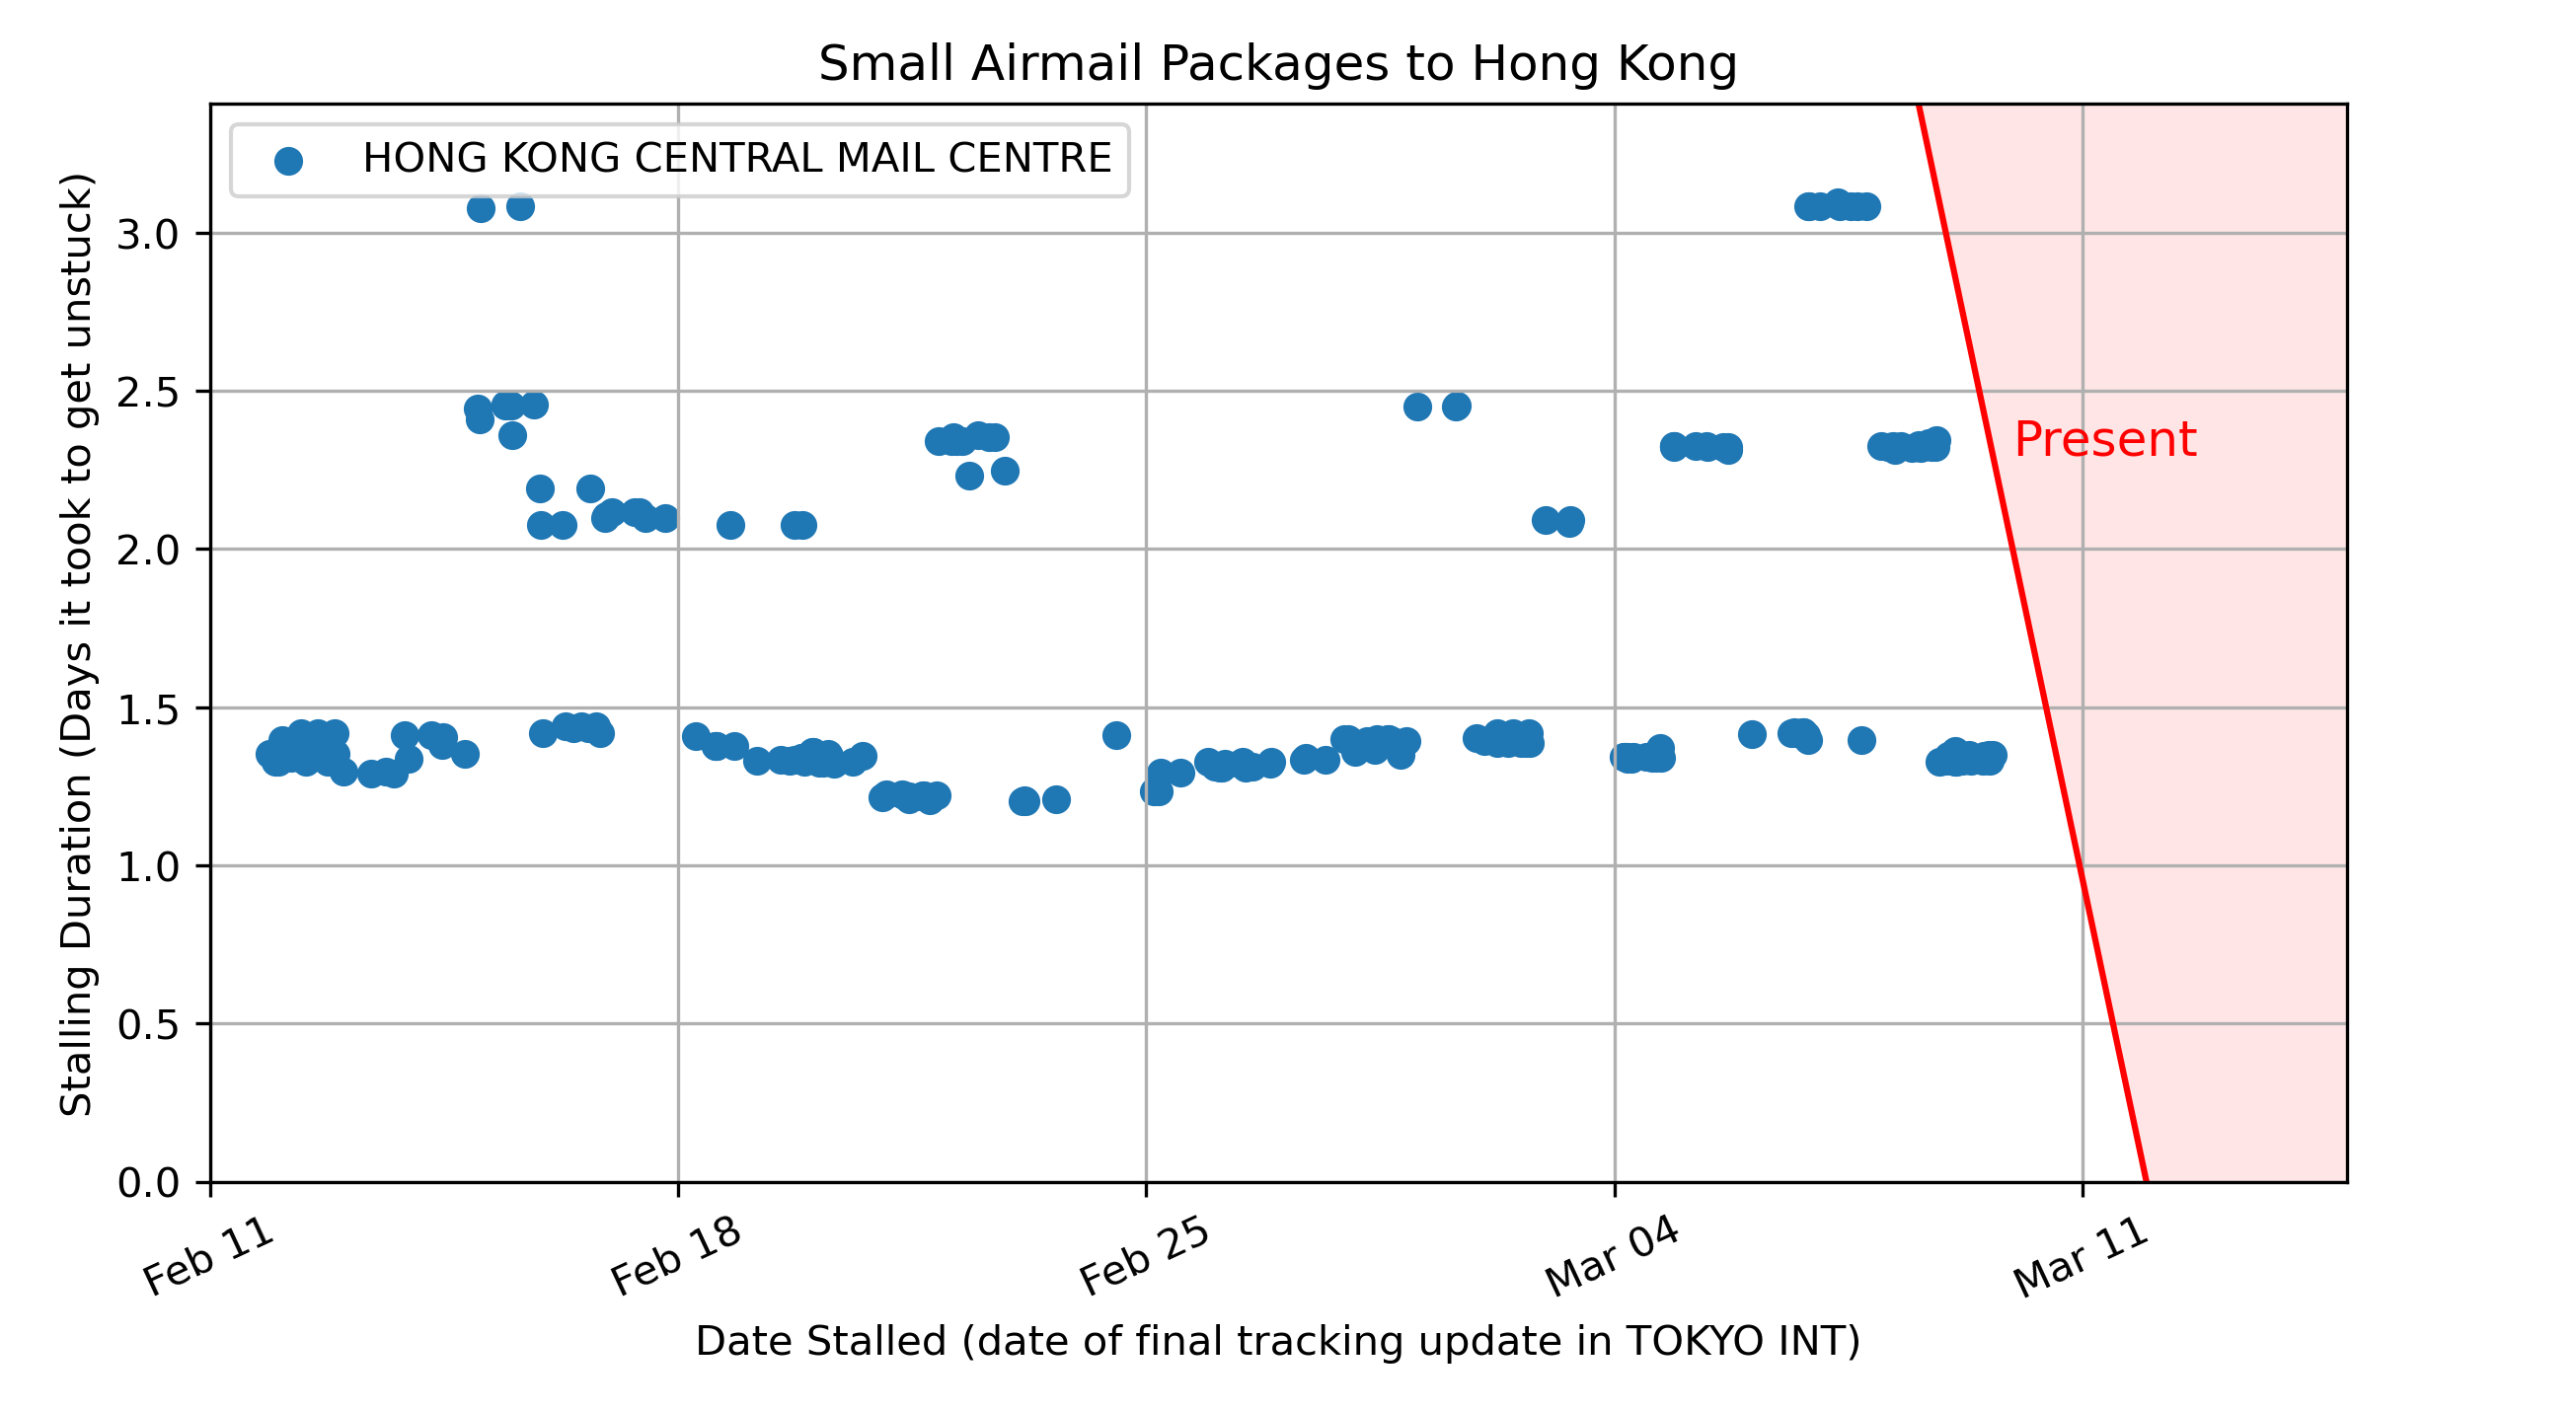 Small Airmail Packages to Hong Kong
HONG KONG CENTRAL MAIL CENTRE
Stalling Duration (Days it took to get unstuck)
3.0
2.5
2.0
1.5
1.0
0.5
0.0
Present
Feb 11
Feb 18
Feb 25
Mar 04
Mar 11
Date Stalled (date of final tracking update in TOKYO INT)